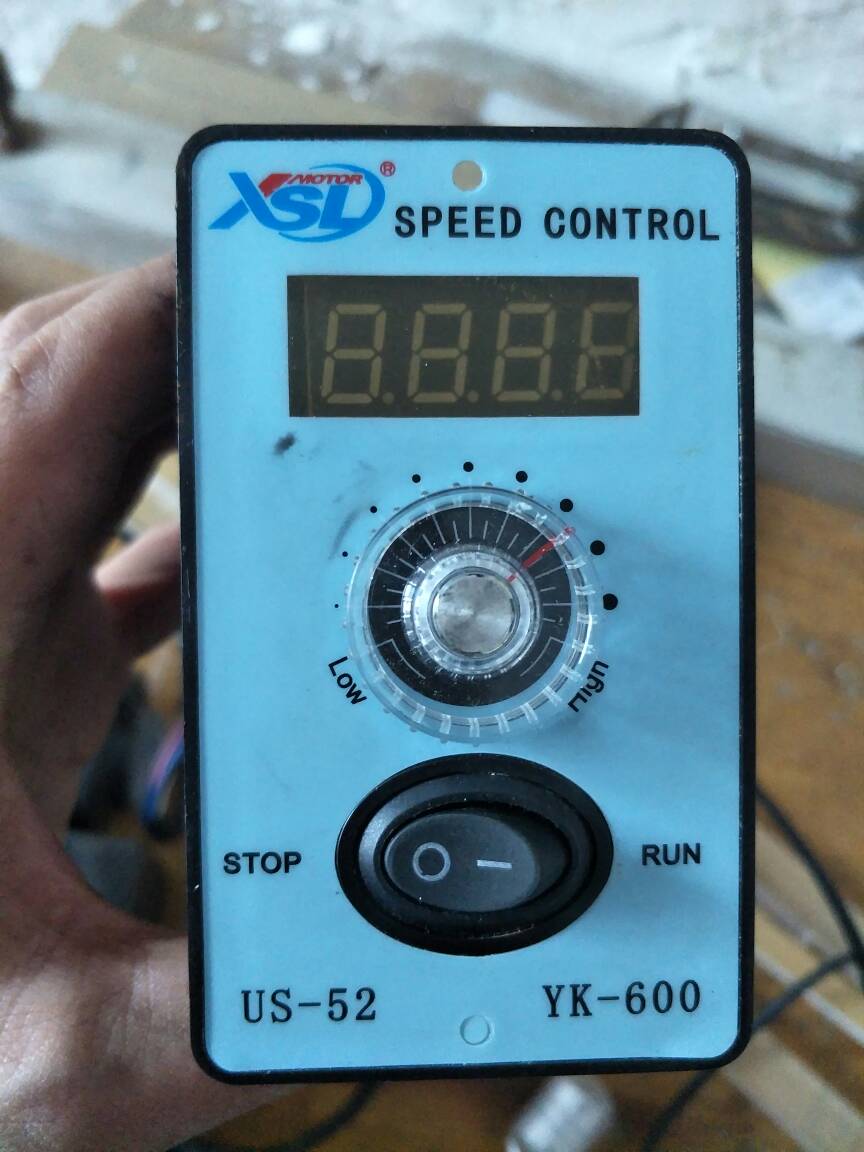 XSL MOTOR ®
SPEED CONTROL
Low
High
STOP
RUN
US-52
YK-600